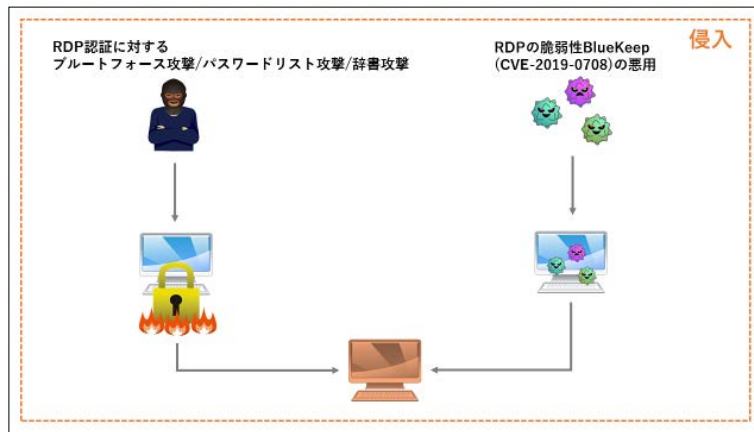 RDP認証に対する
ブルートフォース攻撃/パスワードリスト攻撃/辞書攻撃
RDPの脆弱性BlueKeep
(CVE-2019-0708)の悪用
侵入